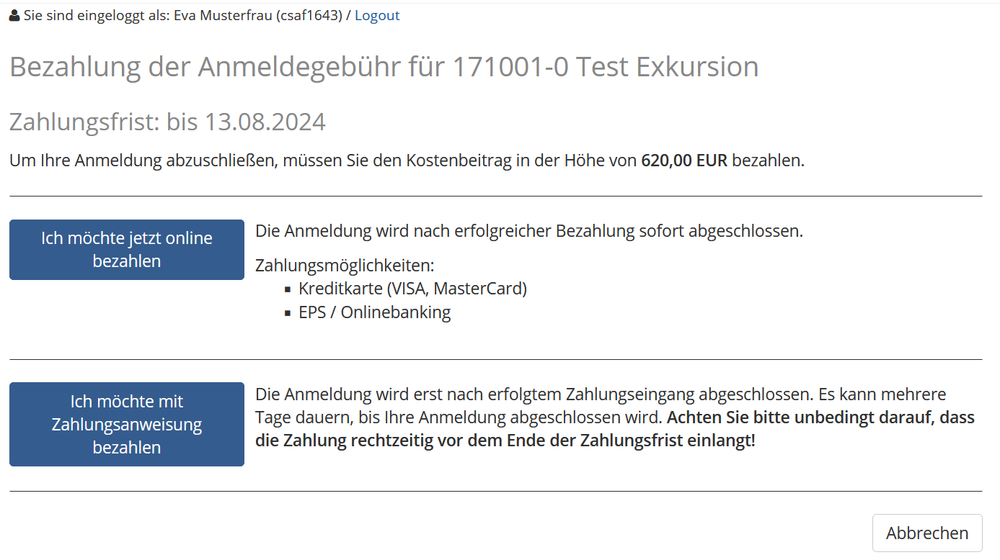 Sie sind eingeloggt als: Eva Musterfrau (csaf1643) / Logout
Bezahlung der Anmeldegebühr für 171001-0 Test Exkursion
Zahlungsfrist: bis 13.08.2024
Um Ihre Anmeldung abzuschließen, müssen Sie den Kostenbeitrag in der Höhe von 620,00 EUR bezahlen.
Ich möchte jetzt online
bezahlen
Die Anmeldung wird nach erfolgreicher Bezahlung sofort abgeschlossen.
Zahlungsmöglichkeiten:
▪ Kreditkarte (VISA, MasterCard)
▪ EPS / Onlinebanking
Ich möchte mit
Zahlungsanweisung
bezahlen
Die Anmeldung wird erst nach erfolgtem Zahlungseingang abgeschlossen. Es kann mehrere
Tage dauern, bis Ihre Anmeldung abgeschlossen wird. Achten Sie bitte unbedingt darauf, dass
die Zahlung rechtzeitig vor dem Ende der Zahlungsfrist einlangt!
Abbrechen